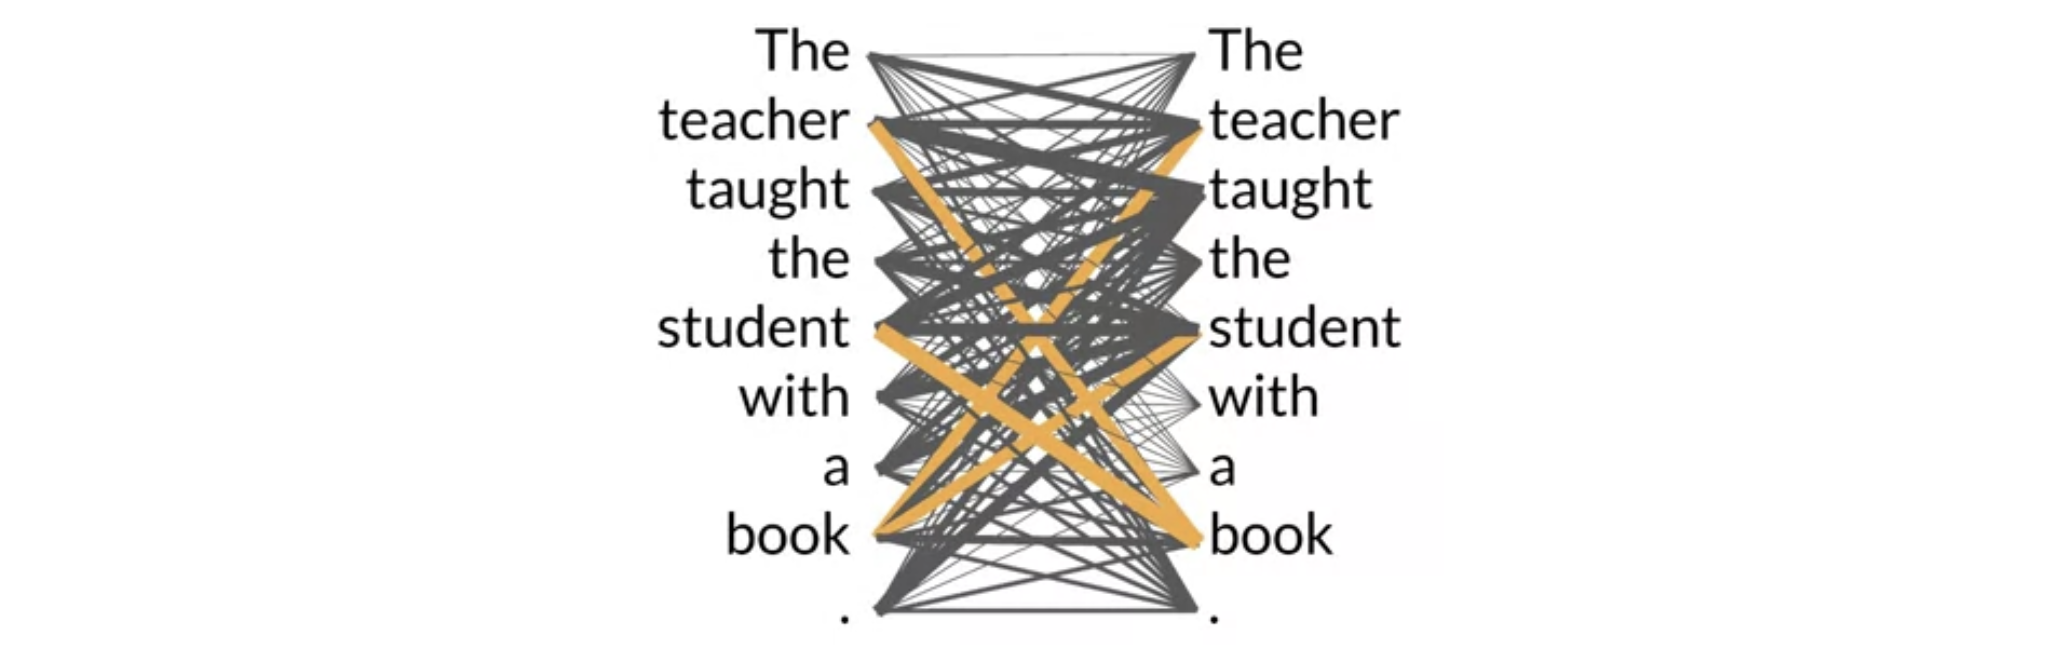 The The
teacher teacher
taught taught
the the
student student
with with
a a
book book
. .